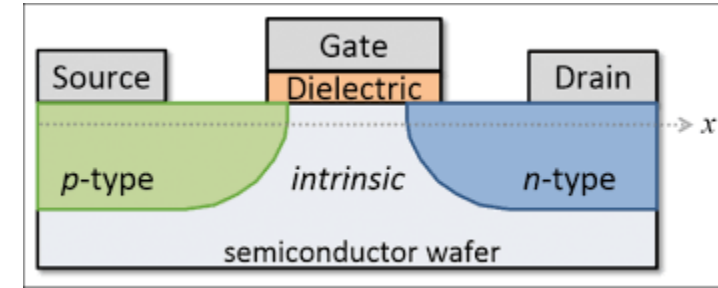 Gate
Source
Dielectric
Drain
x
p-type
intrinsic
n-type
semiconductor wafer